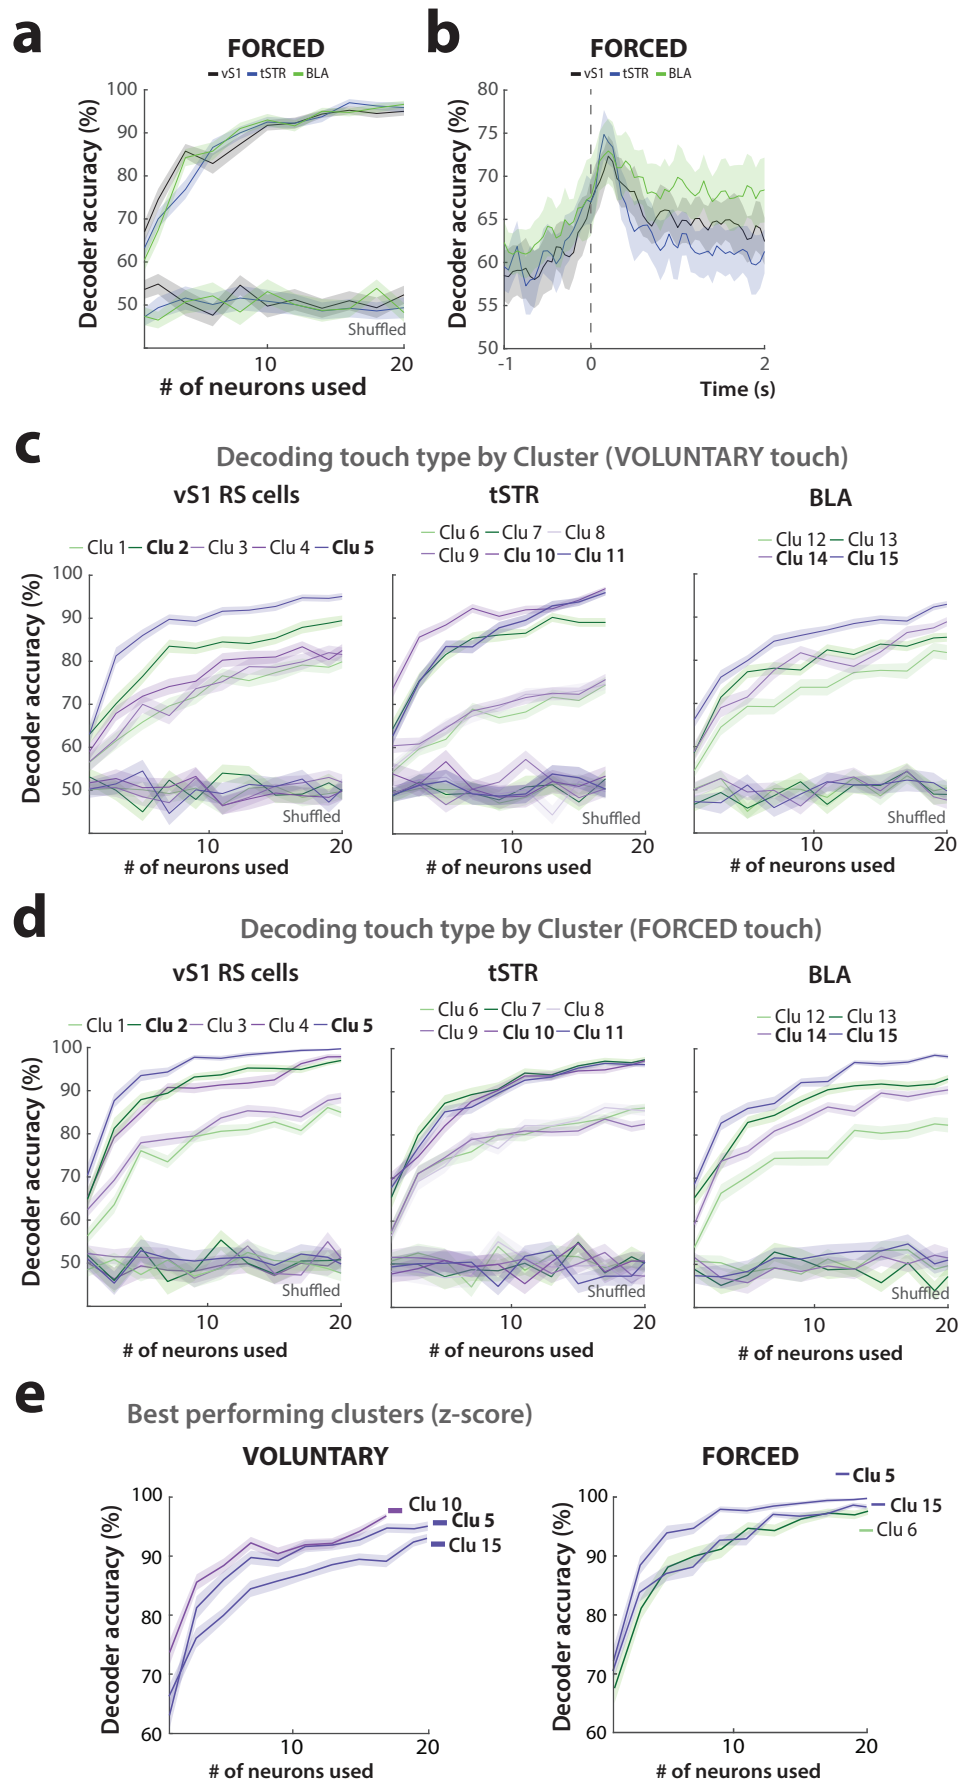 a
FORCED
vS1 tSTR BLA
Decoder accuracy (%)
100
90
80
70
60
50
Shuffled
10
20
# of neurons used
b
FORCED
vS1 tSTR BLA
Decoder accuracy (%)
80
75
70
65
60
55
50
-1
0
2
Time (s)
c
Decoding touch type by Cluster (VOLUNTARY touch)
vS1 RS cells
Clu 1 Clu 2 Clu 3 Clu 4 Clu 5
Decoder accuracy (%)
100
90
80
70
60
50
Shuffled
10
20
# of neurons used
tSTR
Clu 6 Clu 7 Clu 8
Clu 9 Clu 10 Clu 11
Shuffled
10
20
# of neurons used
BLA
Clu 12 Clu 13
Clu 14 Clu 15
Shuffled
10
20
# of neurons used
d
Decoding touch type by Cluster (FORCED touch)
vS1 RS cells
Clu 1 Clu 2 Clu 3 Clu 4 Clu 5
Decoder accuracy (%)
100
90
80
70
60
50
Shuffled
10
20
# of neurons used
tSTR
Clu 6 Clu 7 Clu 8
Clu 9 Clu 10 Clu 11
Shuffled
10
20
# of neurons used
BLA
Clu 12 Clu 13
Clu 14 Clu 15
Shuffled
10
20
# of neurons used
e
Best performing clusters (z-score)
VOLUNTARY
Decoder accuracy (%)
100
90
80
70
60
Clu 10
Clu 5
Clu 15
10
20
# of neurons used
FORCED
Decoder accuracy (%)
100
90
80
70
60
Clu 5
Clu 15
Clu 6
10
20
# of neurons used